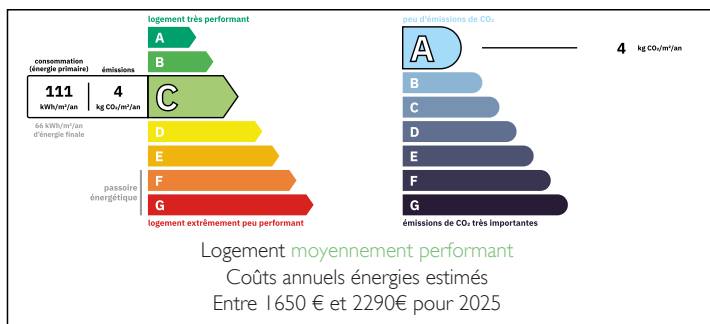 logement très performant
A
B
consommation
(énergie primaire)
émissions
111
kWh/m²/an
4
kg CO₂/m²/an
C
66 kWh/m²/an
d'énergie finale
D
E
passoire
énergétique
F
G
logement extrêmement peu performant
peu d'émissions de CO₂
A
4 kg CO₂/m²/an
B
C
D
E
F
G
émissions de CO₂ très importantes
Logement moyennement performant
Coûts annuels énergies estimés
Entre 1650 € et 2290€ pour 2025